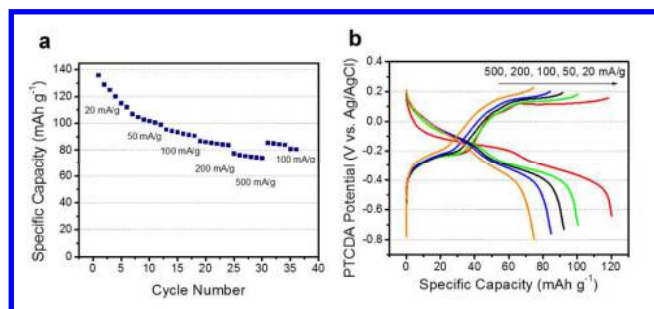 a
Specific Capacity (mAh g⁻¹)
140
120
100
80
60
40
20
0
20 mA/g
50 mA/g
100 mA/g
200 mA/g
500 mA/g
100 mA/g
0 5 10 15 20 25 30 35 40
Cycle Number
b
PTCDA Potential (V vs. Ag/AgCl)
0.4
0.2
0.0
-0.2
-0.4
-0.6
-0.8
500, 200, 100, 50, 20 mA/g
0 20 40 60 80 100 120
Specific Capacity (mAh g⁻¹)